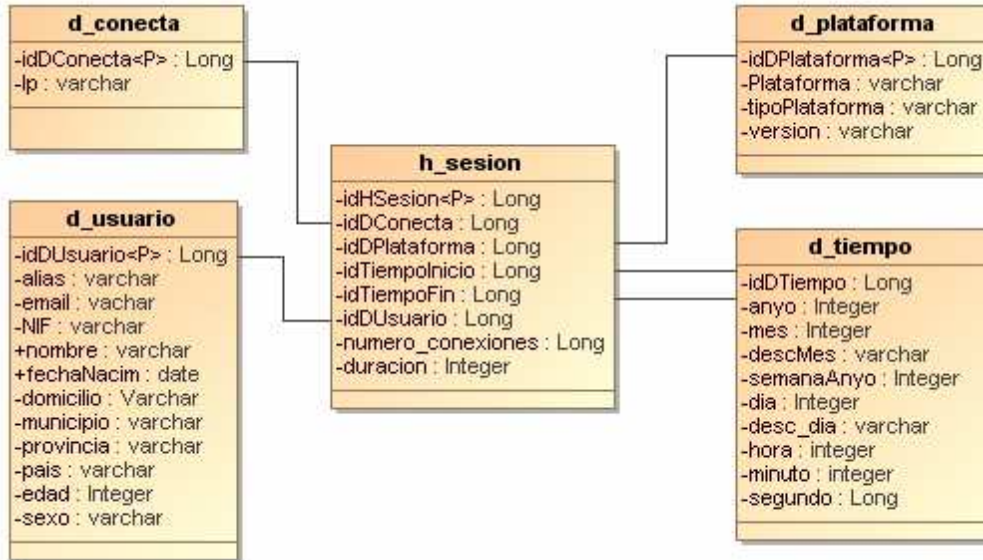 d_conecta
-idDConecta<P> : Long
-Ip : varchar
d_usuario
-idDUsuario<P> : Long
-alias : varchar
-email : vachar
-NIF : varchar
+nombre : varchar
+fechaNacim : date
-domicilio : Varchar
-municipio : varchar
-provincia : varchar
-pais : varchar
-edad : Integer
-sexo : varchar
h_sesion
-idHSesion<P> : Long
-idDConecta : Long
-idDPlataforma : Long
-idTiempoInicio : Long
-idTiempoFin : Long
-idDUsuario : Long
-numero_conexiones : Long
-duracion : Integer
d_plataforma
-idDPlataforma<P> : Long
-Plataforma : varchar
-tipoPlataforma : varchar
-version : varchar
d_tiempo
-idDTiempo : Long
-anyo : Integer
-mes : Integer
-descMes : varchar
-semanaAnyo : Integer
-dia : Integer
-desc_dia : varchar
-hora : integer
-minuto : integer
-segundo : Long